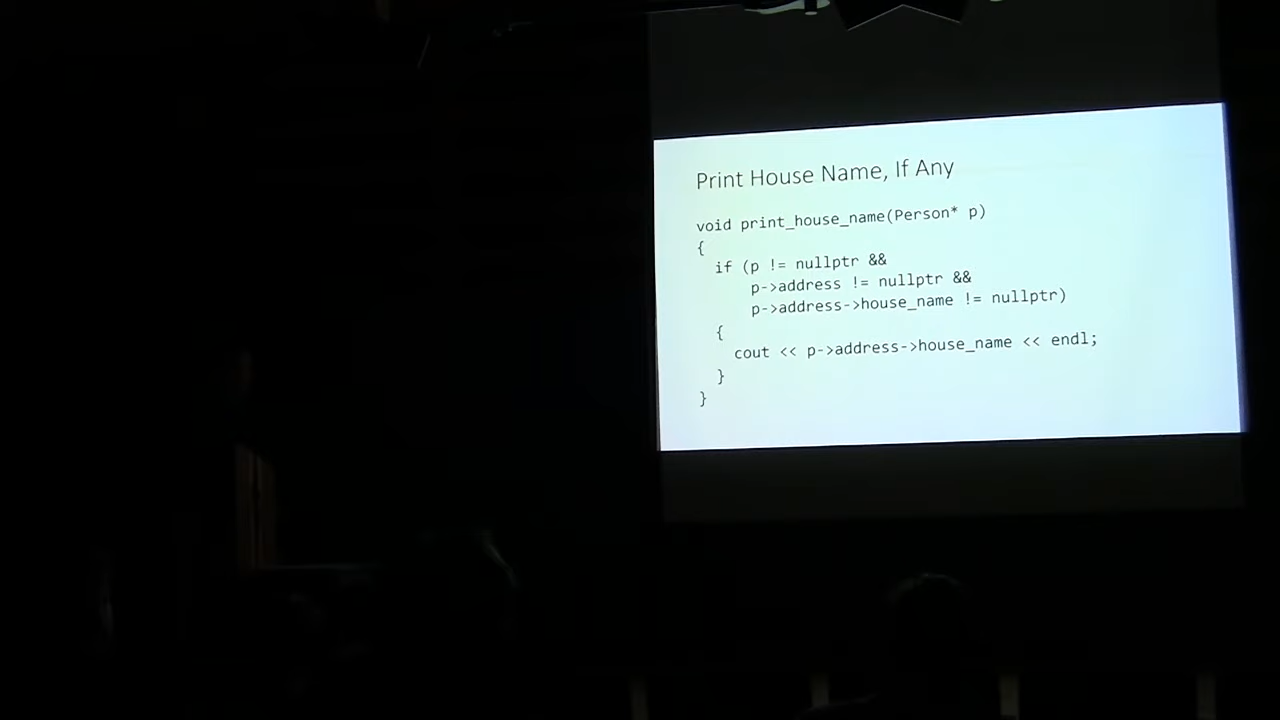 Print House Name, If Any
void print_house_name(Person* p)
{
if (p != nullptr &&
p->address != nullptr &&
p->address->house_name != nullptr)
{
cout << p->address->house_name << endl;
}
}